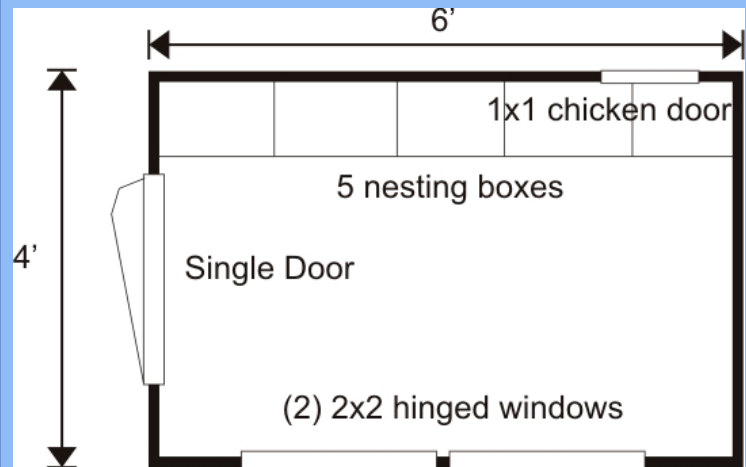 6’
1x1 chicken door
5 nesting boxes
4’
Single Door
(2) 2x2 hinged windows